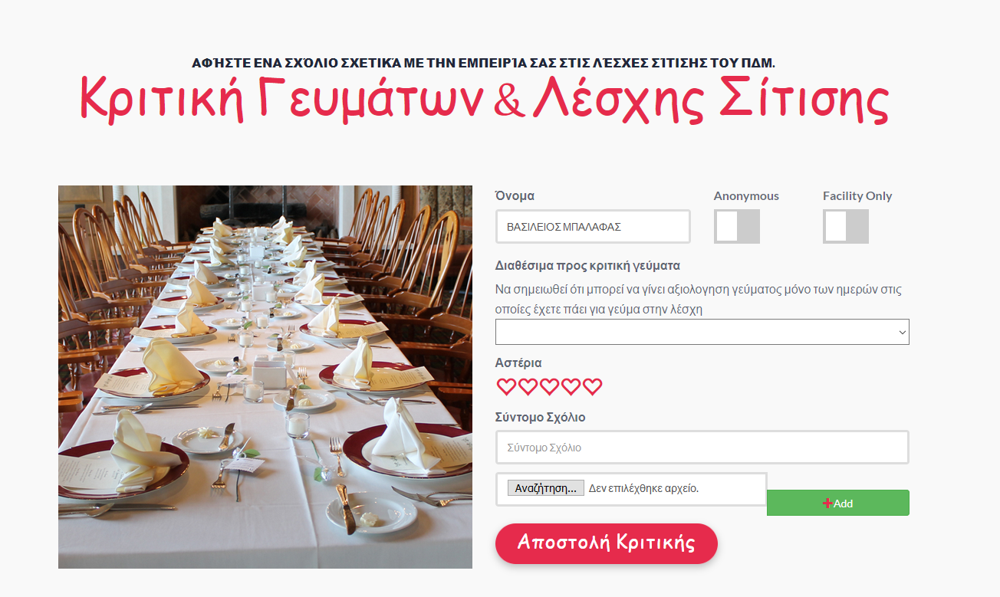 ΑΦΉΣΤΕ ΕΝΑ ΣΧΌΛΙΟ ΣΧΕΤΙΚΆ ΜΕ ΤΗΝ ΕΜΠΕΙΡΊΑ ΣΑΣ ΣΤΙΣ ΛΈΣΧΕΣ ΣΊΤΙΣΗΣ ΤΟΥ ΠΔΜ.
Κριτική Γευμάτων & Λέσχης Σίτισης
Όνομα Anonymous Facility Only
ΒΑΣΙΛΕΙΟΣ ΜΠΑΛΑΦΑΣ
Διαθέσιμα προς κριτική γεύματα
Να σημειωθεί ότι μπορεί να γίνει αξιολογηση γεύματος μόνο των ημερών στις
οποίες έχετε πάει για γεύμα στην λέσχη
Αστέρια
Σύντομο Σχόλιο
Σύντομο Σχόλιο
Αναζήτηση... Δεν επιλέχθηκε αρχείο.
Add
Αποστολή Κριτικής